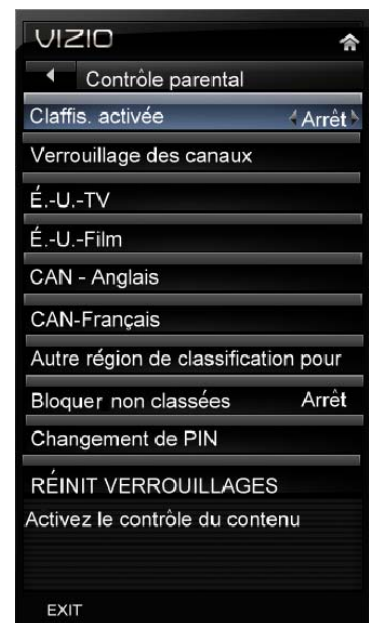 VIZIO
Contrôle parental
Claffis. activée Arrêt
Verrouillage des canaux
É.-U.-TV
É.-U.-Film
CAN - Anglais
CAN-Français
Autre région de classification pour
Bloquer non classées Arrêt
Changement de PIN
RÉINIT VERROUILLAGES
Activez le contrôle du contenu
EXIT